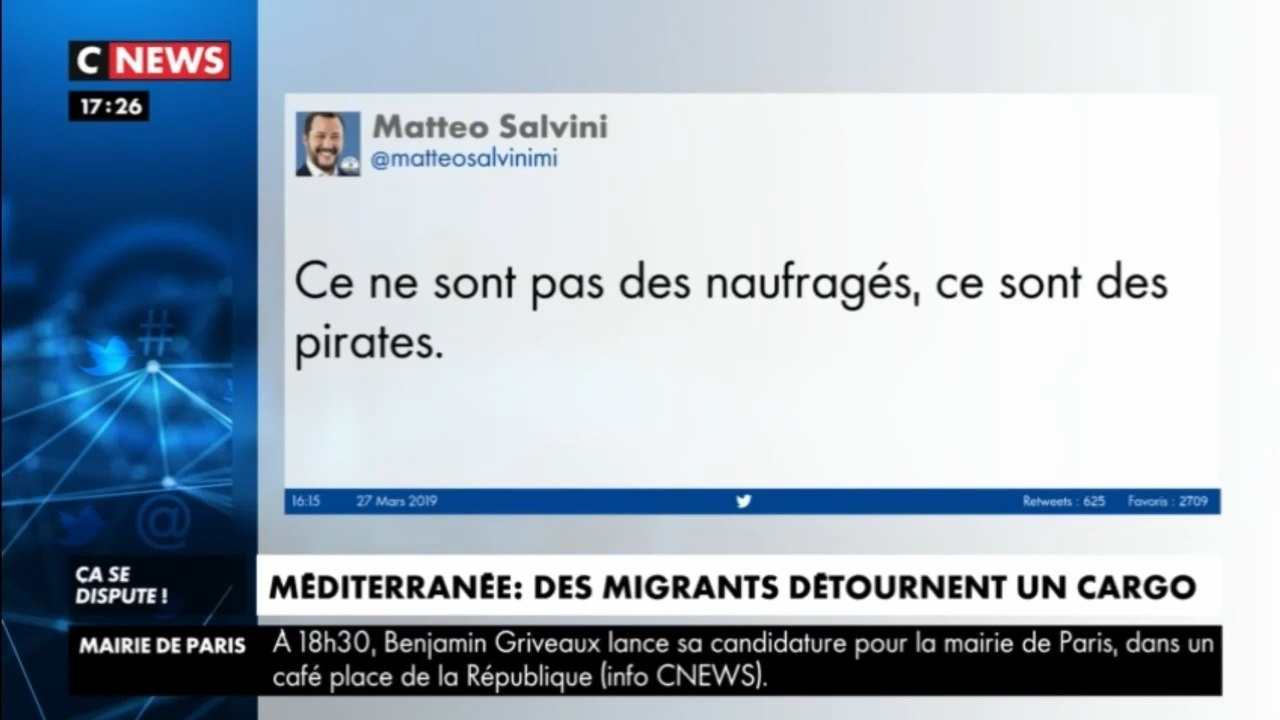 C NEWS
17:26
Matteo Salvini
@matteosalvinimi
Ce ne sont pas des naufragés, ce sont des
pirates.
#
@
16:15 27 Mars 2019 Retweets : 625 Favoris : 2709
ÇA SE
DISPUTE !
MÉDITERRANÉE: DES MIGRANTS DÉTOURNENT UN CARGO
MAIRIE DE PARIS
À 18h30, Benjamin Griveaux lance sa candidature pour la mairie de Paris, dans un
café place de la République (info CNEWS).